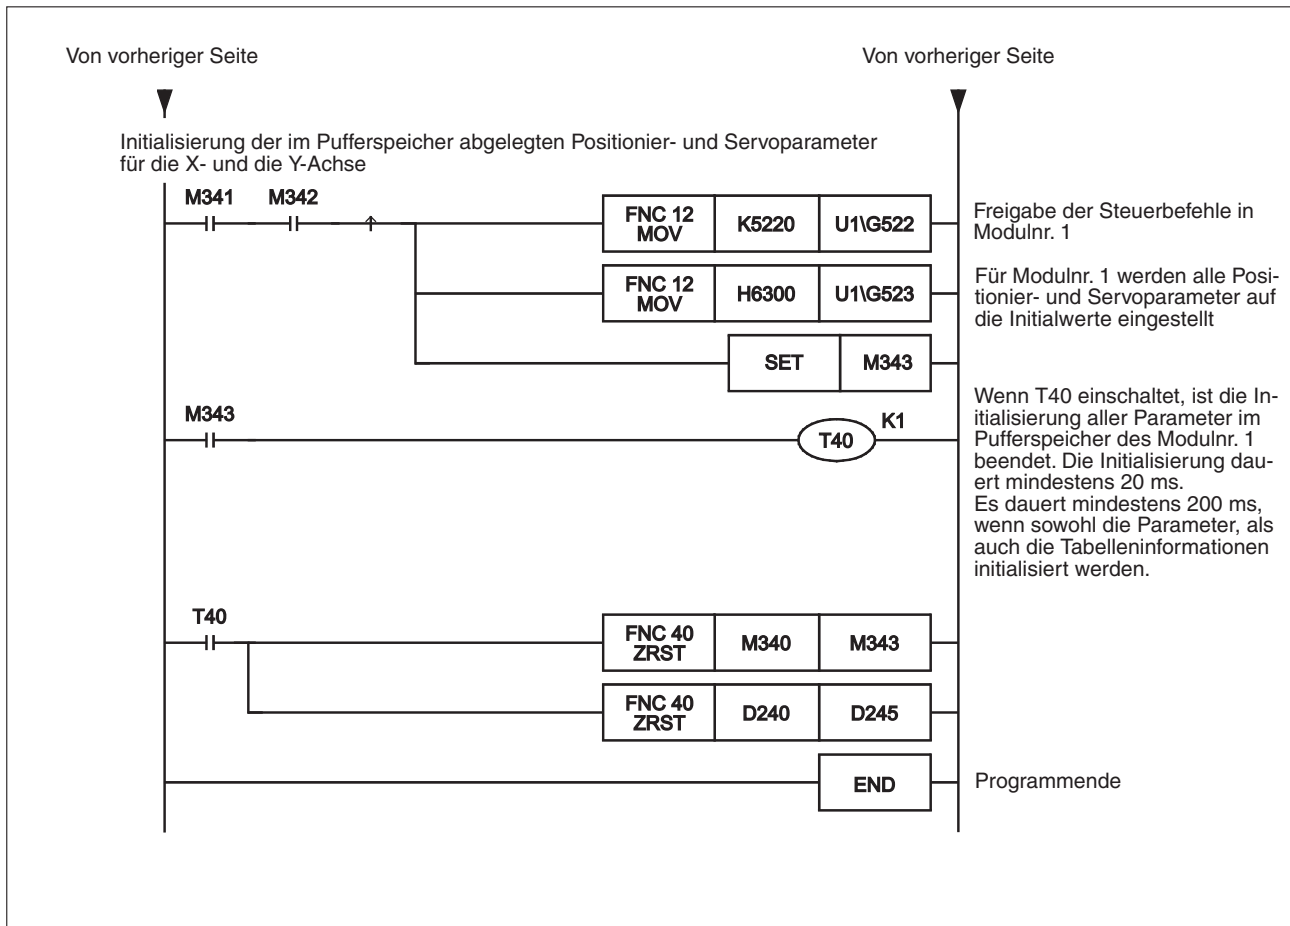 Von vorheriger Seite
Von vorheriger Seite
Initialisierung der im Pufferspeicher abgelegten Positionier- und Servoparameter
für die X- und die Y-Achse
M341
M342
FNC 12
MOV
K5220
U1\G522
Freigabe der Steuerbefehle in
Modulnr. 1
FNC 12
MOV
H6300
U1\G523
Für Modulnr. 1 werden alle Posi-
tionier- und Servoparameter auf
die Initialwerte eingestellt
SET
M343
M343
T40
K1
Wenn T40 einschaltet, ist die In-
itialisierung aller Parameter im
Pufferspeicher des Modulnr. 1
beendet. Die Initialisierung dau-
ert mindestens 20 ms.
Es dauert mindestens 200 ms,
wenn sowohl die Parameter, als
auch die Tabelleninformationen
initialisiert werden.
T40
FNC 40
ZRST
M340
M343
FNC 40
ZRST
D240
D245
END
Programmende